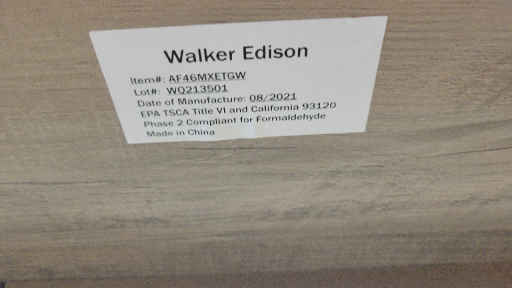 Walker Edison
Item#: AF46MXETGW
Lot#: WQ213501
Date of Manufacture: 08/2021
EPA TSCA Title VI and California 93120
Phase 2 Compliant for Formaldehyde
Made in China